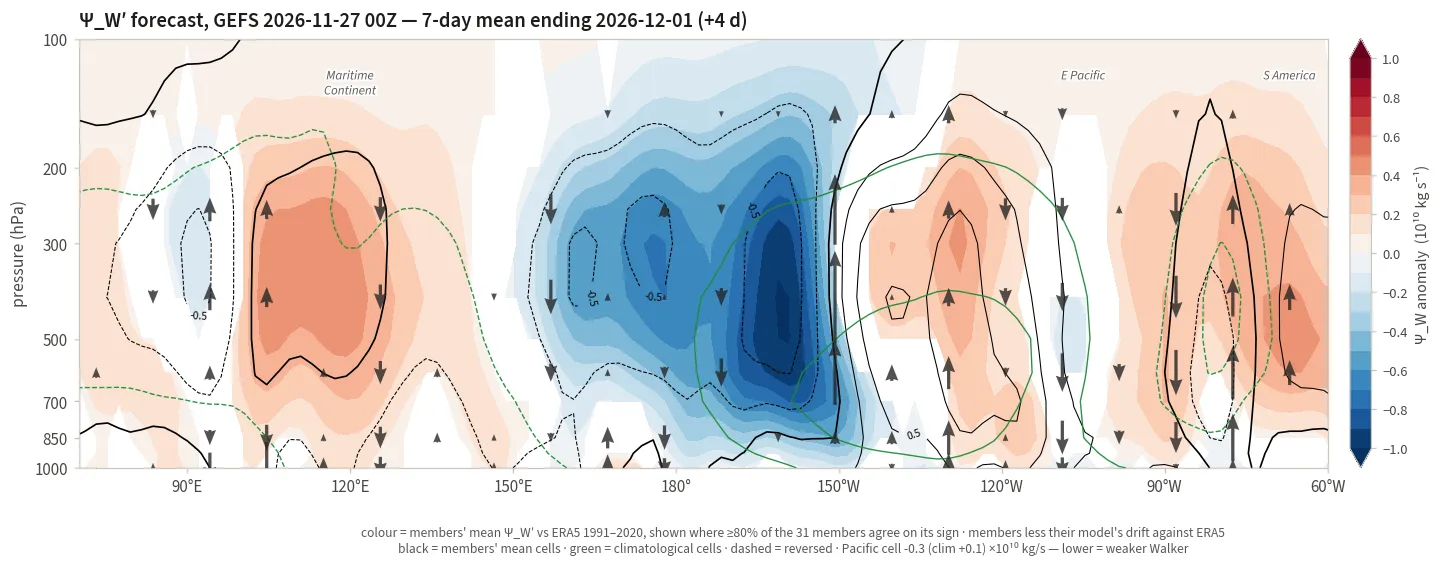 Ψ_W′ forecast, GEFS 2026-11-27 00Z — 7-day mean ending 2026-12-01 (+4 d)
100
200
300
400
500
700
850
1000
pressure (hPa)
Maritime
Continent
E Pacific
S America
-0.5
-0.5
-0.5
-0.5
0.5
90°E
120°E
150°E
180°
150°W
120°W
90°W
60°W
1.0
0.8
0.6
0.4
0.2
0.0
−0.2
−0.4
−0.6
−0.8
−1.0
Ψ_W anomaly (10¹⁰ kg s⁻¹)
colour = members' mean Ψ_W′ vs ERA5 1991–2020, shown where ≥80% of the 31 members agree on its sign · members less their model's drift against ERA5
black = members' mean cells · green = climatological cells · dashed = reversed · Pacific cell -0.3 (clim +0.1) ×10¹⁰ kg/s — lower = weaker Walker